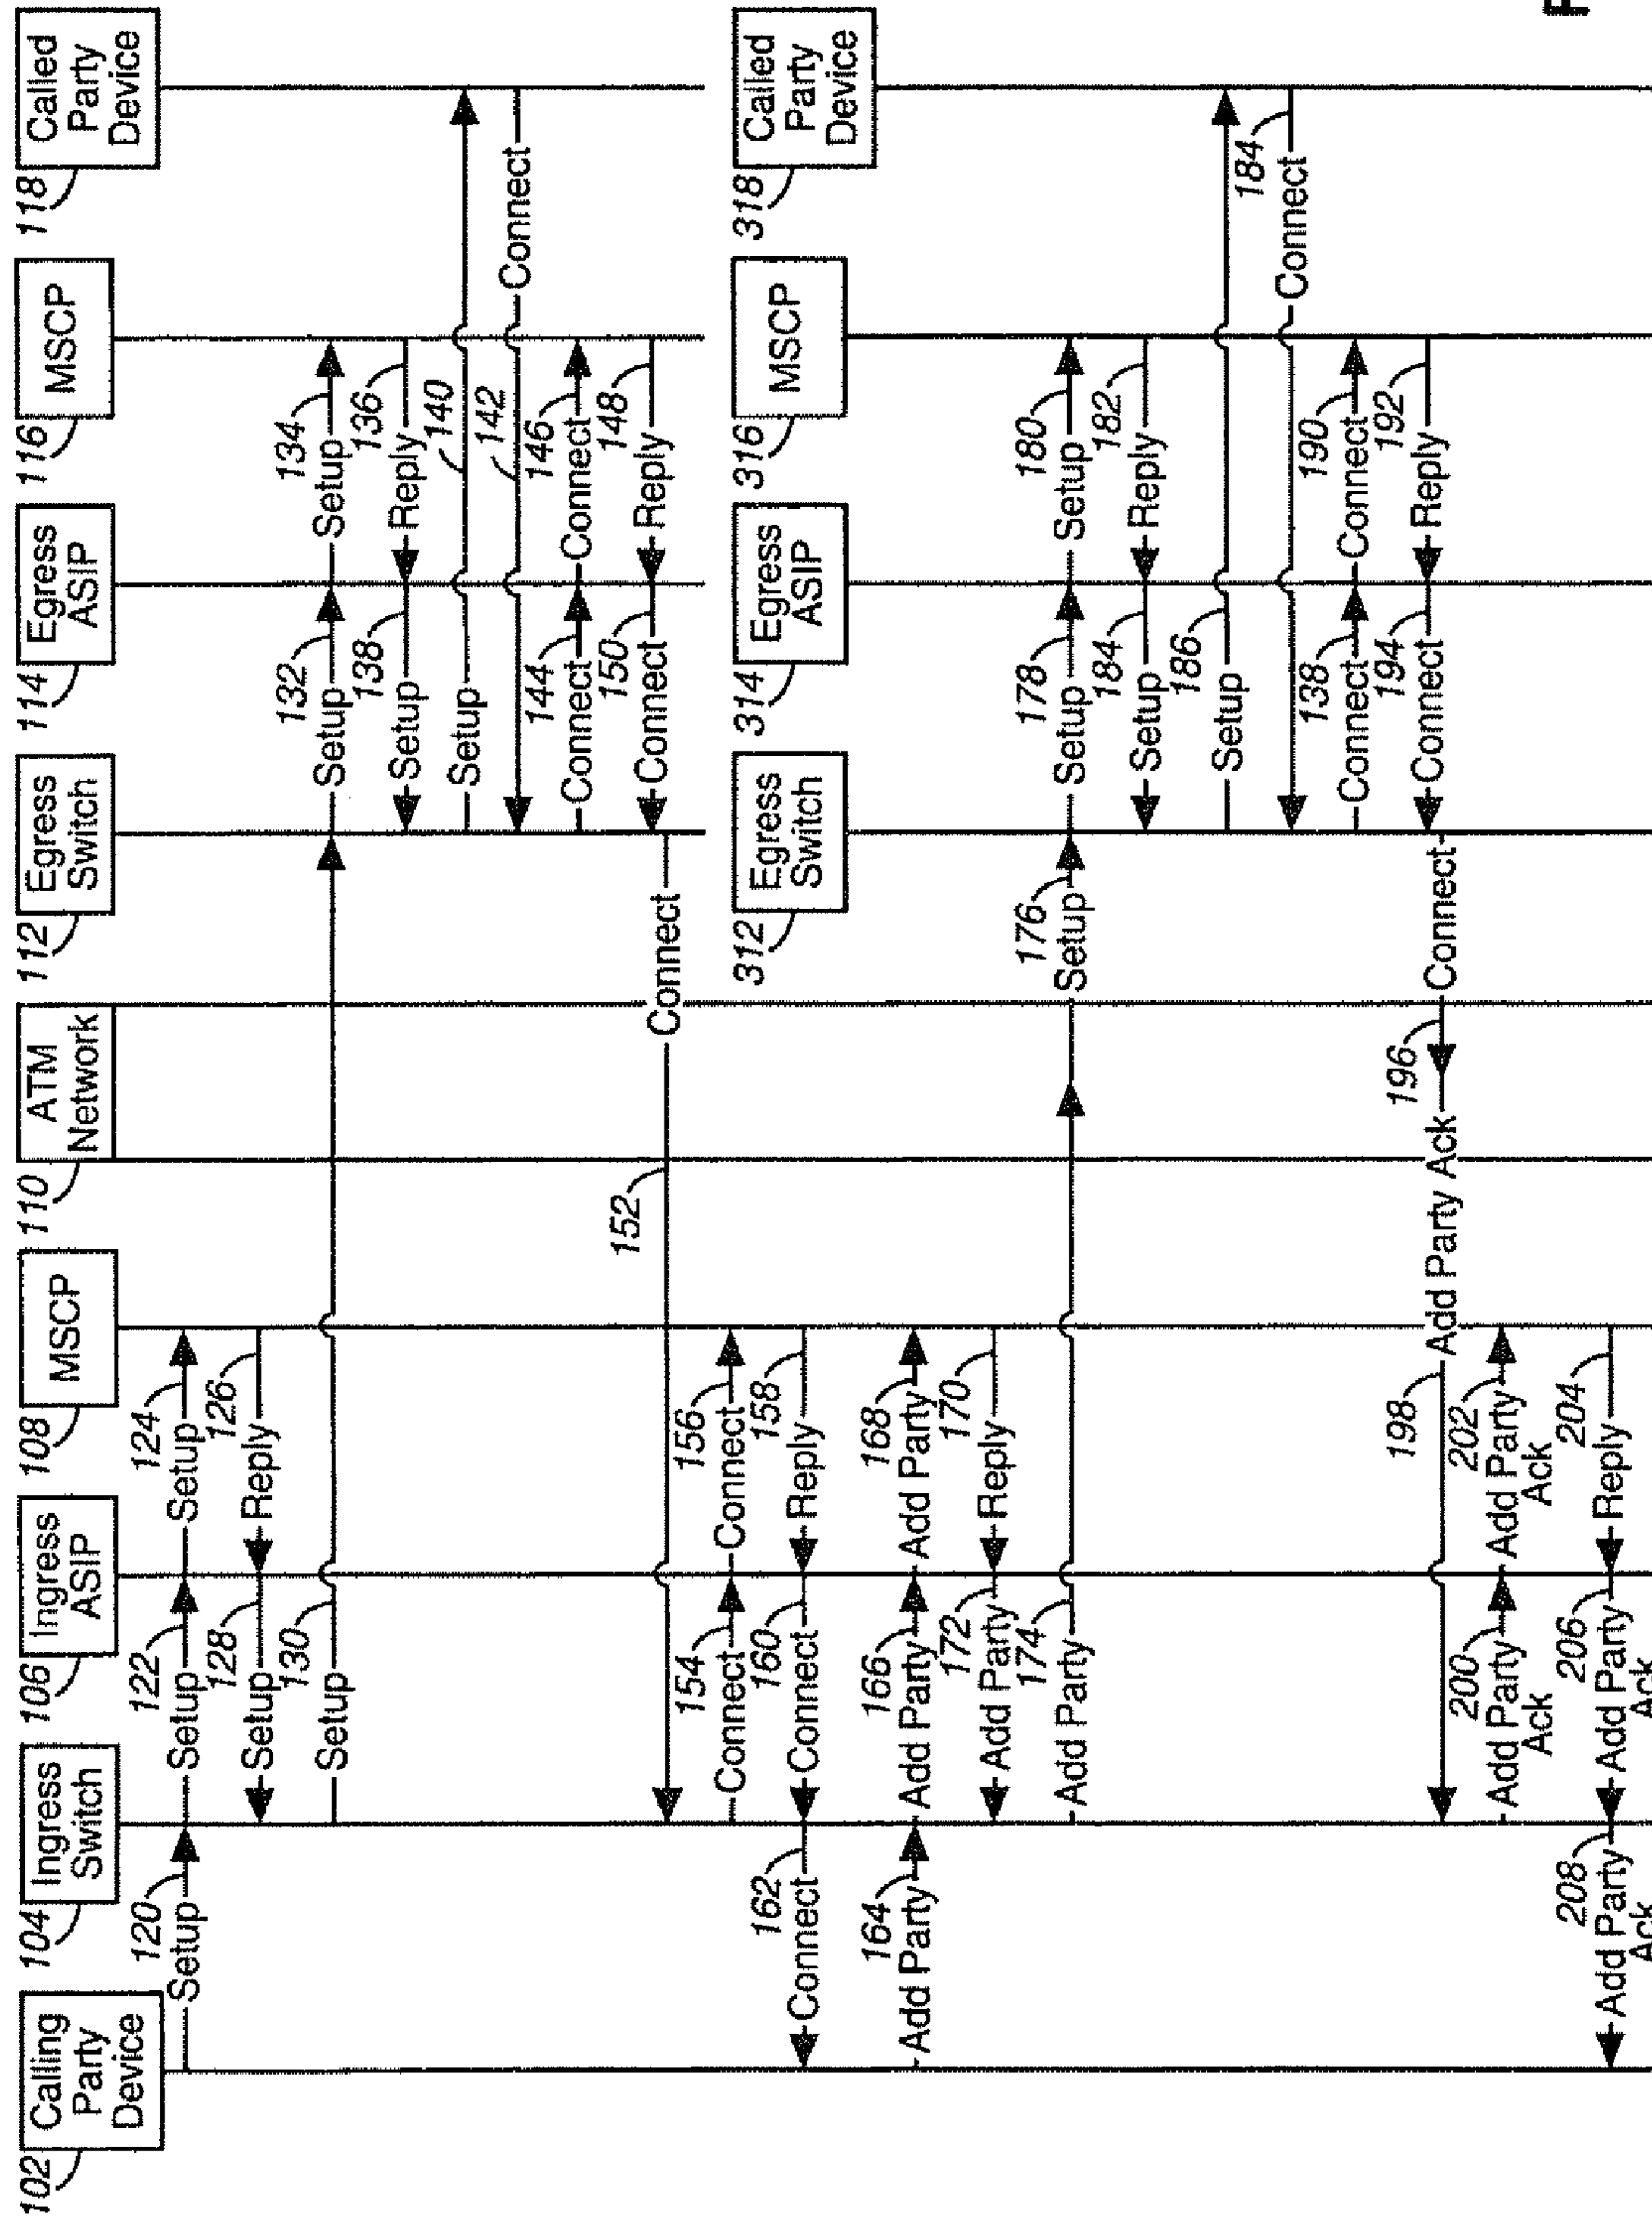 102
Calling
Party
Device
104
Ingress
Switch
106
Ingress
ASIP
108
MSCP
110
ATM
Network
112
Egress
Switch
114
Egress
ASIP
116
MSCP
118
Called
Party
Device
120
Setup
122
Setup
124
Setup
126
Reply
128
Setup
130
Setup
132
Setup
134
Setup
136
Reply
138
Setup
140
Setup
142
Connect
144
Connect
146
Connect
148
Reply
150
Connect
152
Connect
154
Connect
156
Connect
158
Reply
160
Connect
162
Connect
312
Egress
Switch
314
Egress
ASIP
316
MSCP
318
Called
Party
Device
164
Add Party
166
Add Party
168
Add Party
170
Reply
172
Add Party
174
Add Party
176
Setup
178
Setup
180
Setup
182
Reply
184
Setup
186
Setup
184
Connect
138
Connect
190
Connect
192
Reply
194
Connect
196
Connect
198
Add Party Ack
200
Add Party
Ack
202
Add Party
Ack
204
Reply
206
Add Party
Ack
208
Add Party
Ack